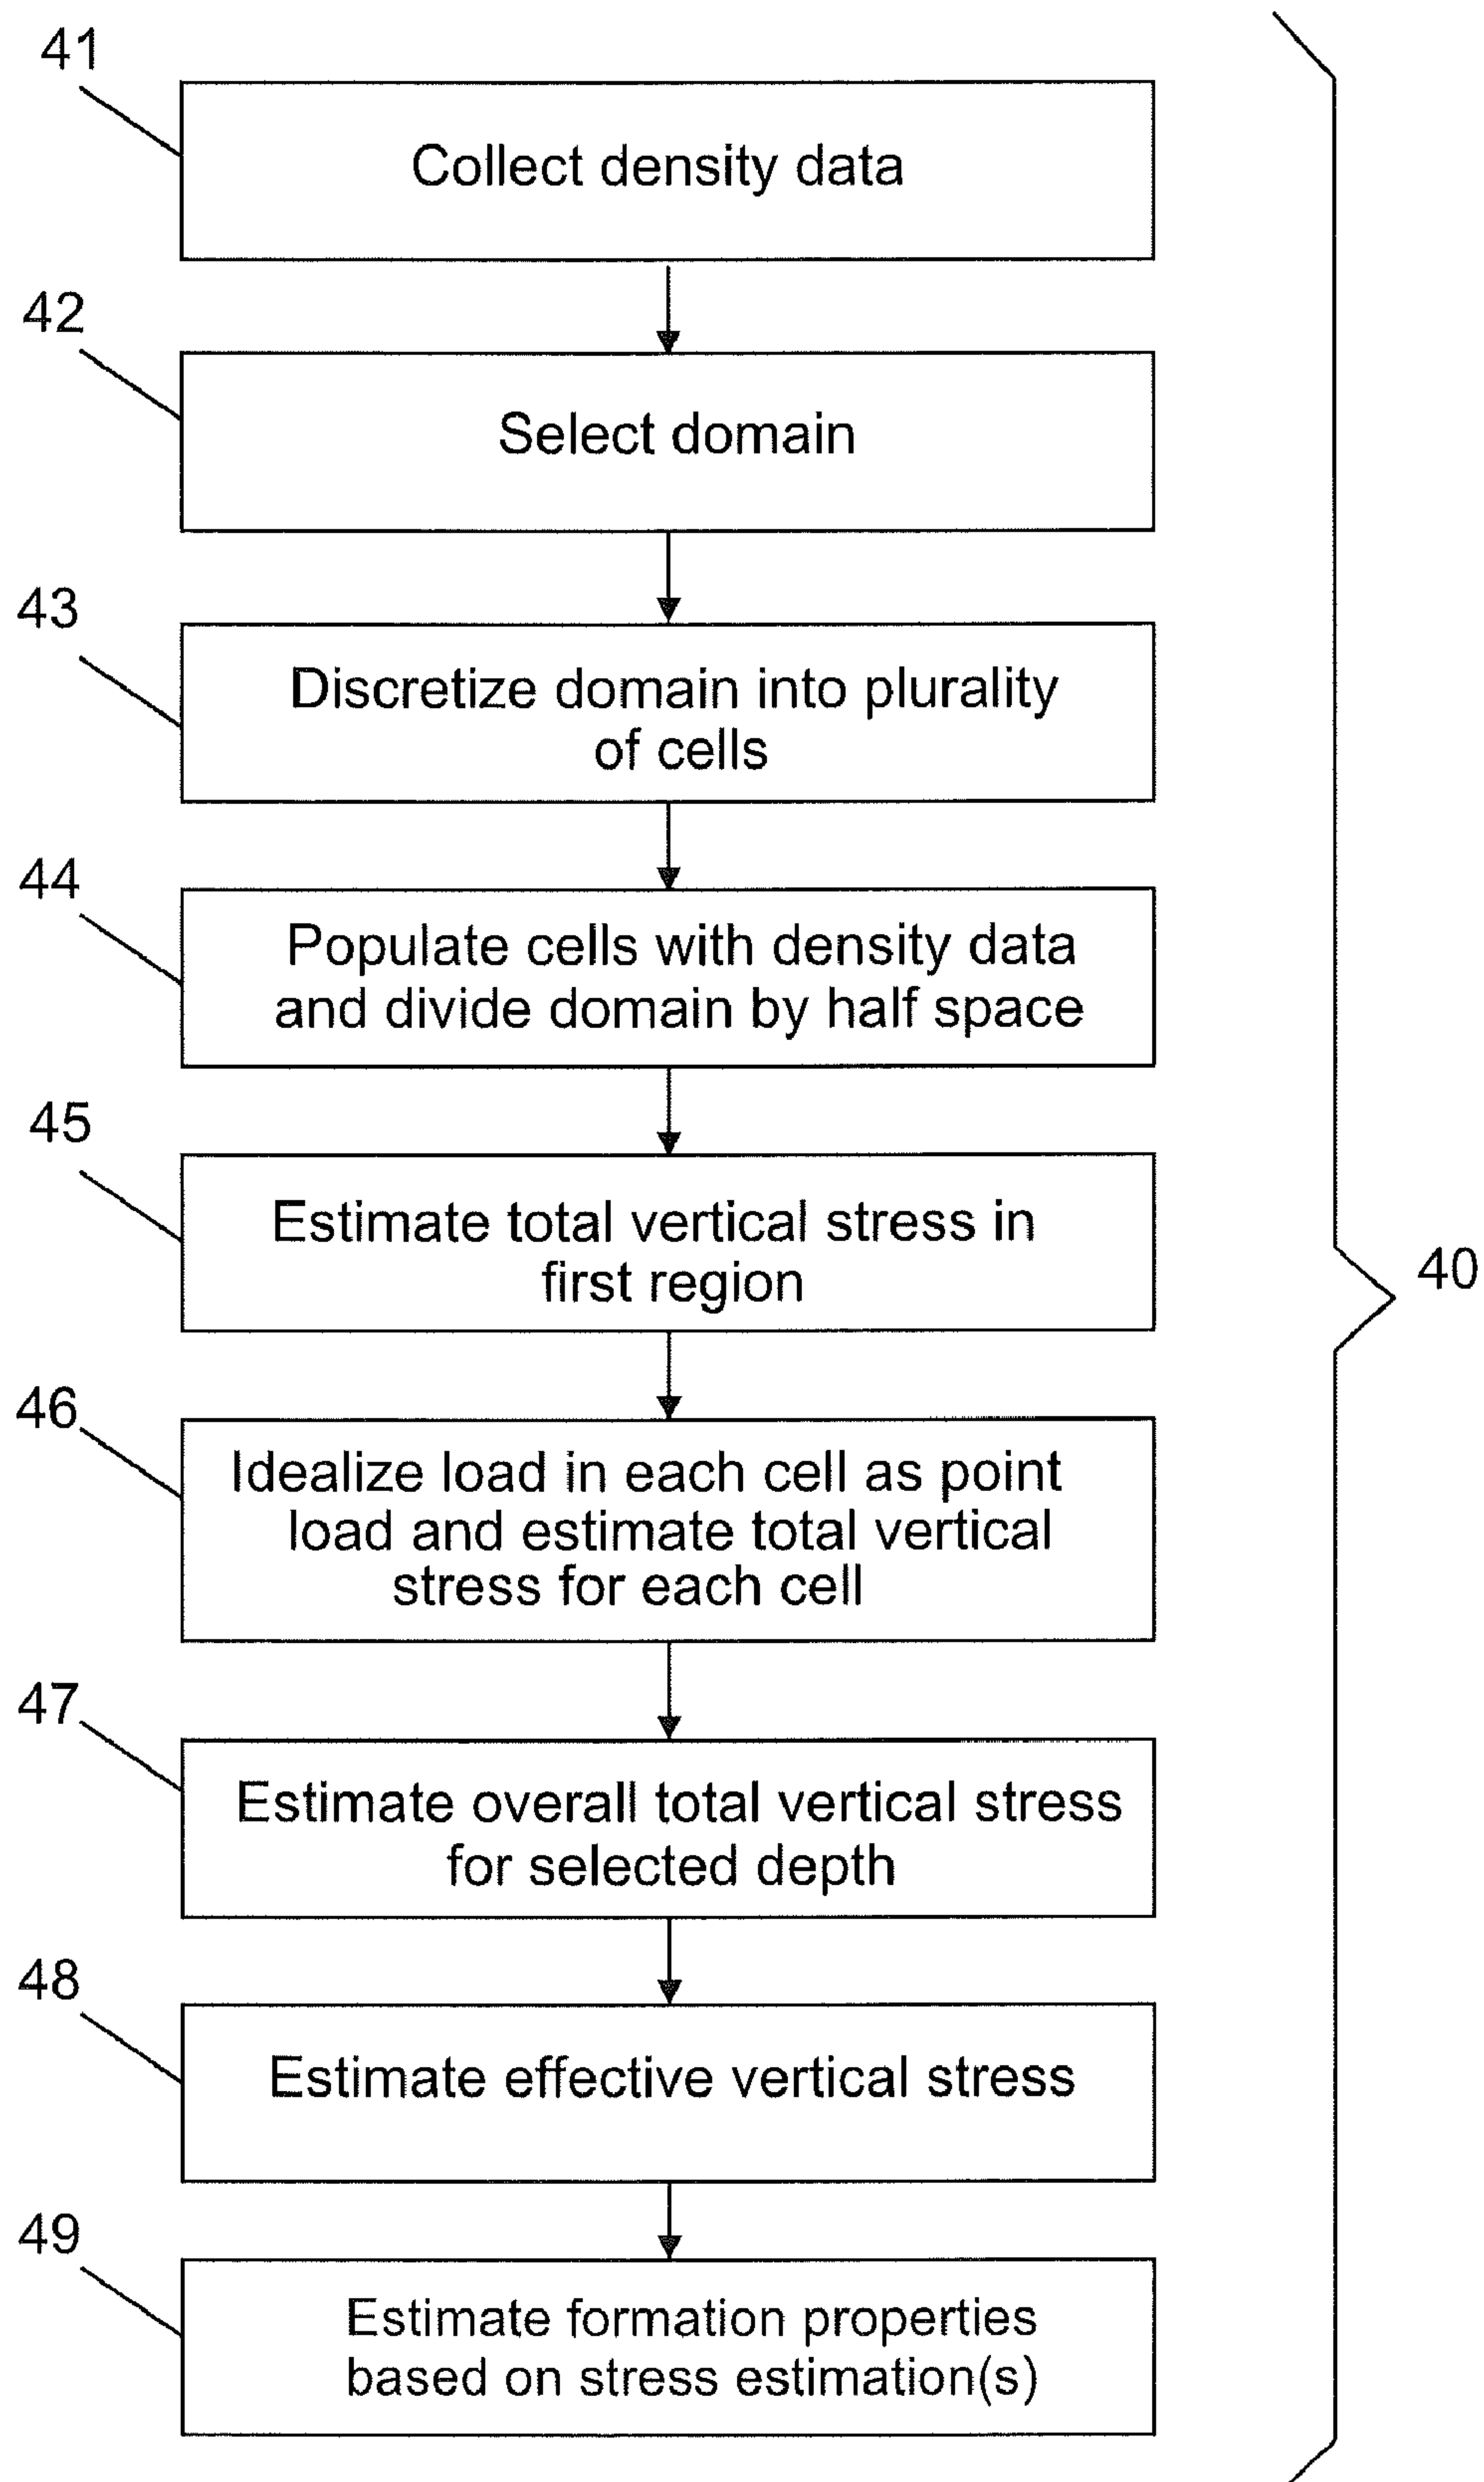 41
Collect density data
42
Select domain
43
Discretize domain into plurality
of cells
44
Populate cells with density data
and divide domain by half space
45
Estimate total vertical stress in
first region
40
46
Idealize load in each cell as point
load and estimate total vertical
stress for each cell
47
Estimate overall total vertical stress
for selected depth
48
Estimate effective vertical stress
49
Estimate formation properties
based on stress estimation(s)